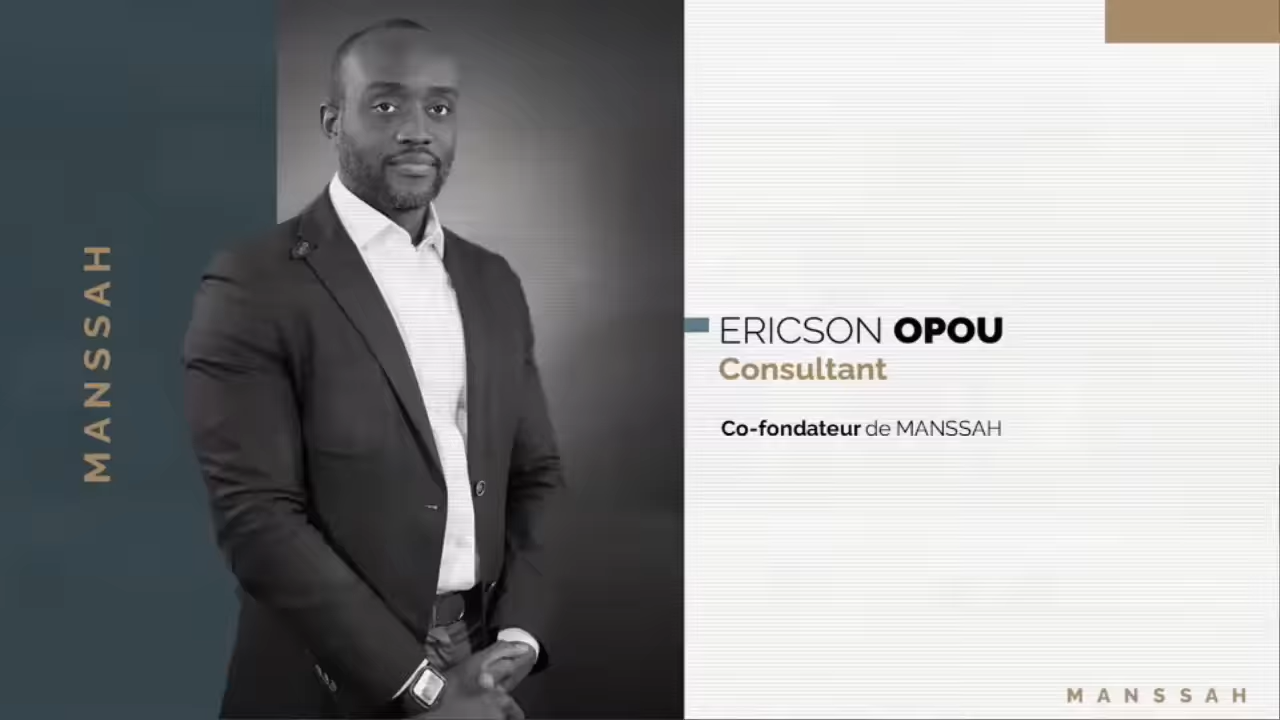 MANSSAH
ERICSON OPOU
Consultant
Co-fondateur de MANSSAH
MANSSAH